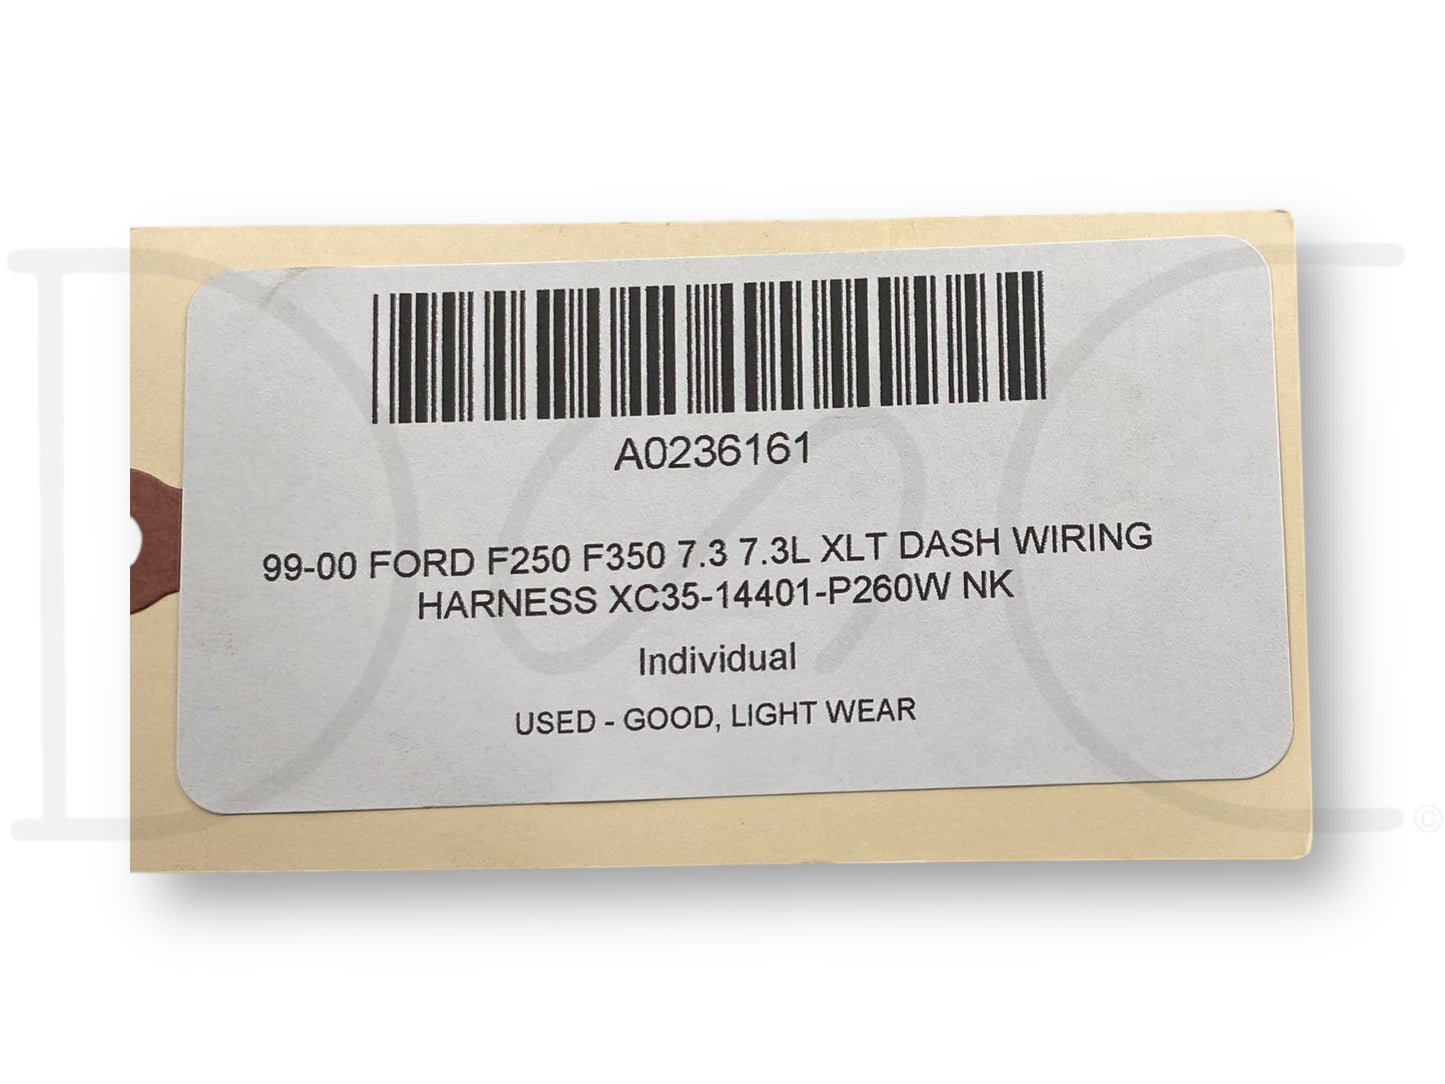 A0236161
99-00 FORD F250 F350 7.3 7.3L XLT DASH WIRING
HARNESS XC35-14401-P260W NK
Individual
USED - GOOD, LIGHT WEAR
D C ©